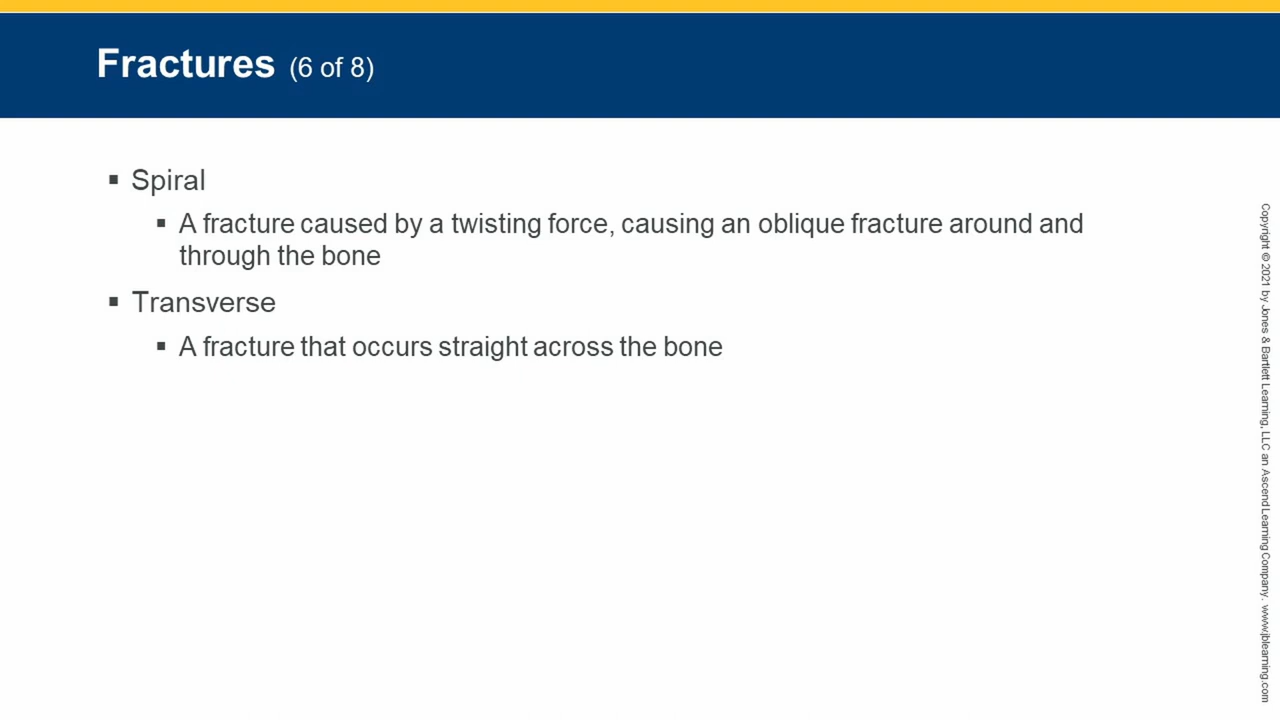 Fractures (6 of 8)
▪ Spiral
▪ A fracture caused by a twisting force, causing an oblique fracture around and
through the bone
▪ Transverse
▪ A fracture that occurs straight across the bone
Copyright © 2021 by Jones & Bartlett Learning, LLC an Ascend Learning Company. www.jblearning.com